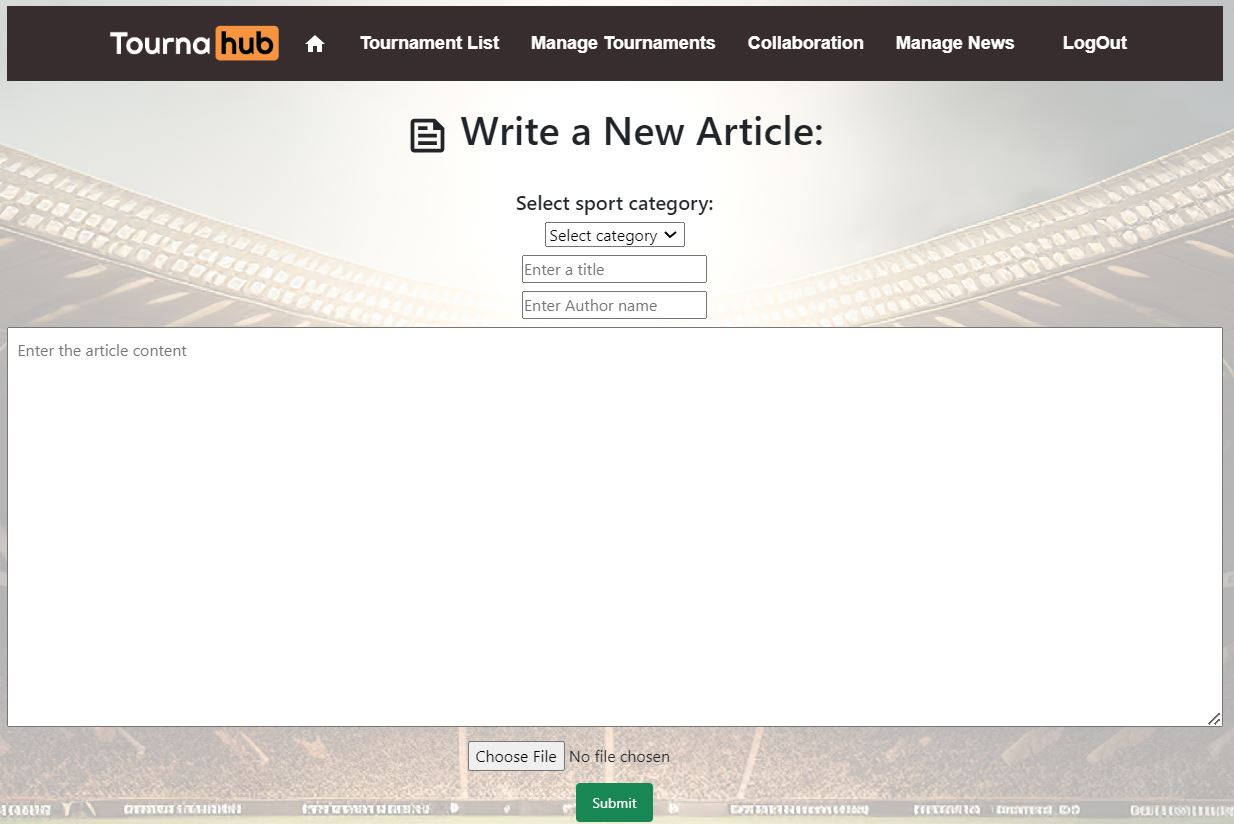 Tourna hub Tournament List Manage Tournaments Collaboration Manage News LogOut
Write a New Article:
Select sport category:
Select category
Enter a title
Enter Author name
Enter the article content
Choose File No file chosen
Submit